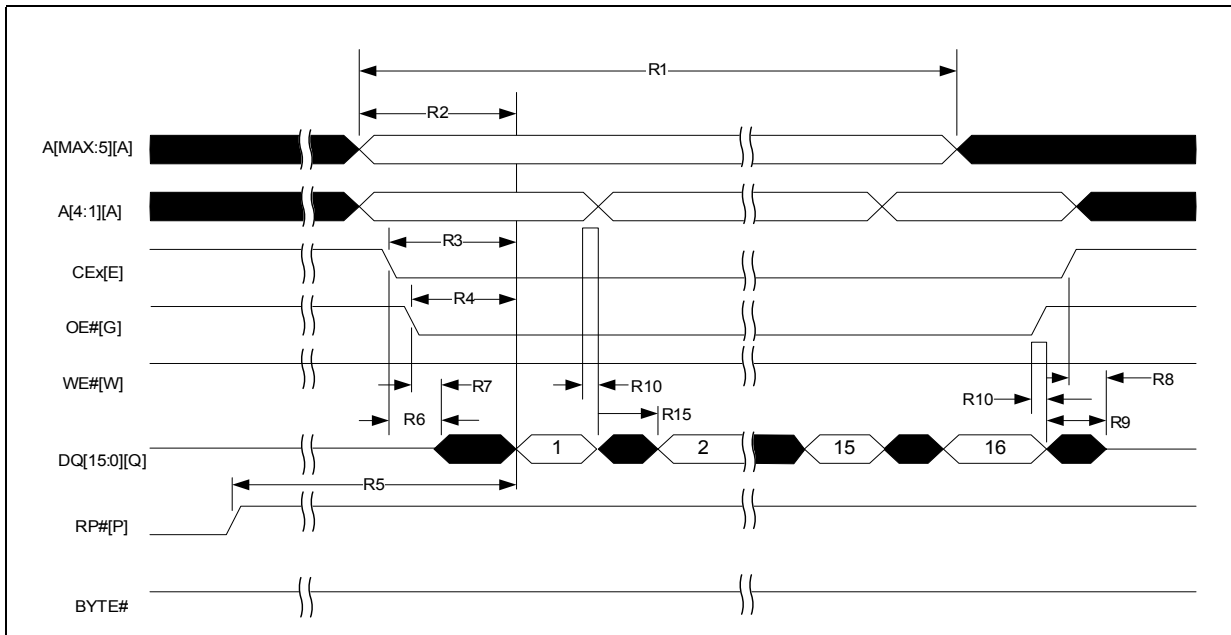 R1
R2
A[MAX:5][A]
A[4:1][A]
R3
CEx[E]
R4
OE#[G]
WE#[W]
R7
R10
R8
R10
R6
R15
R9
DQ[15:0][Q]
1
2
15
16
R5
RP#[P]
BYTE#